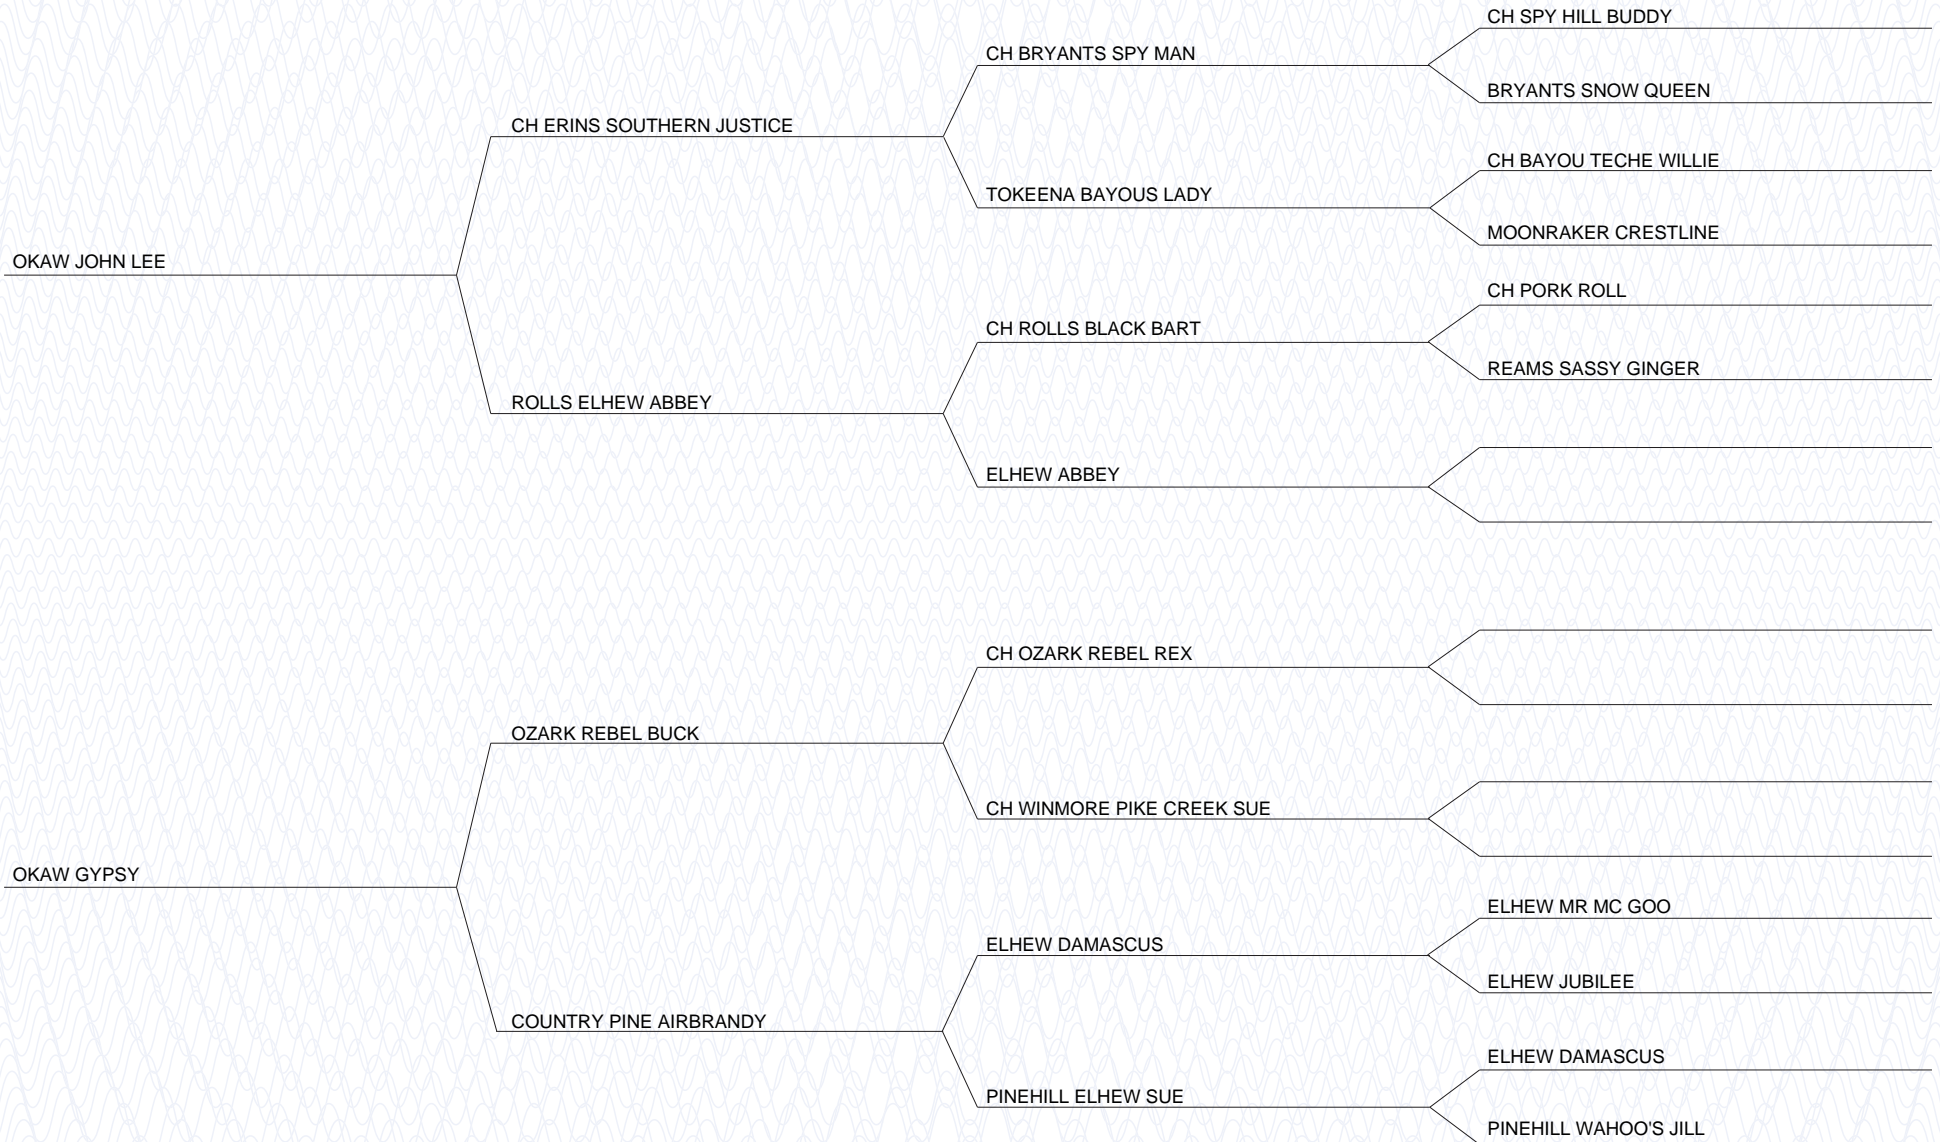 CH SPY HILL BUDDY
CH BRYANTS SPY MAN
BRYANTS SNOW QUEEN
CH ERINS SOUTHERN JUSTICE
CH BAYOU TECHE WILLIE
TOKEENA BAYOUS LADY
MOONRAKER CRESTLINE
OKAW JOHN LEE
CH PORK ROLL
CH ROLLS BLACK BART
REAMS SASSY GINGER
ROLLS ELHEW ABBEY
ELHEW ABBEY
CH OZARK REBEL REX
OZARK REBEL BUCK
CH WINMORE PIKE CREEK SUE
OKAW GYPSY
ELHEW MR MC GOO
ELHEW DAMASCUS
ELHEW JUBILEE
COUNTRY PINE AIRBRANDY
ELHEW DAMASCUS
PINEHILL ELHEW SUE
PINEHILL WAHOO'S JILL